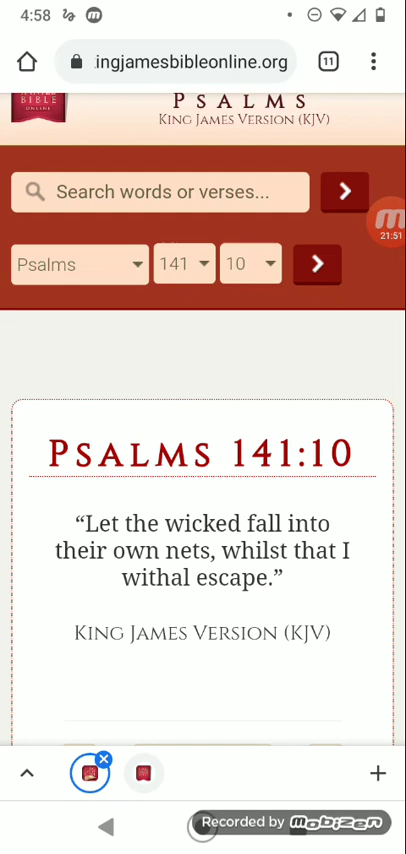 4:58
ingjamesbibleonline.org
11
BIBLE
ONLINE
PSALMS
KING JAMES VERSION (KJV)
Search words or verses...
21:51
Psalms 141 10
PSALMS 141:10
“Let the wicked fall into
their own nets, whilst that I
withal escape.”
KING JAMES VERSION (KJV)
Recorded by mobizen